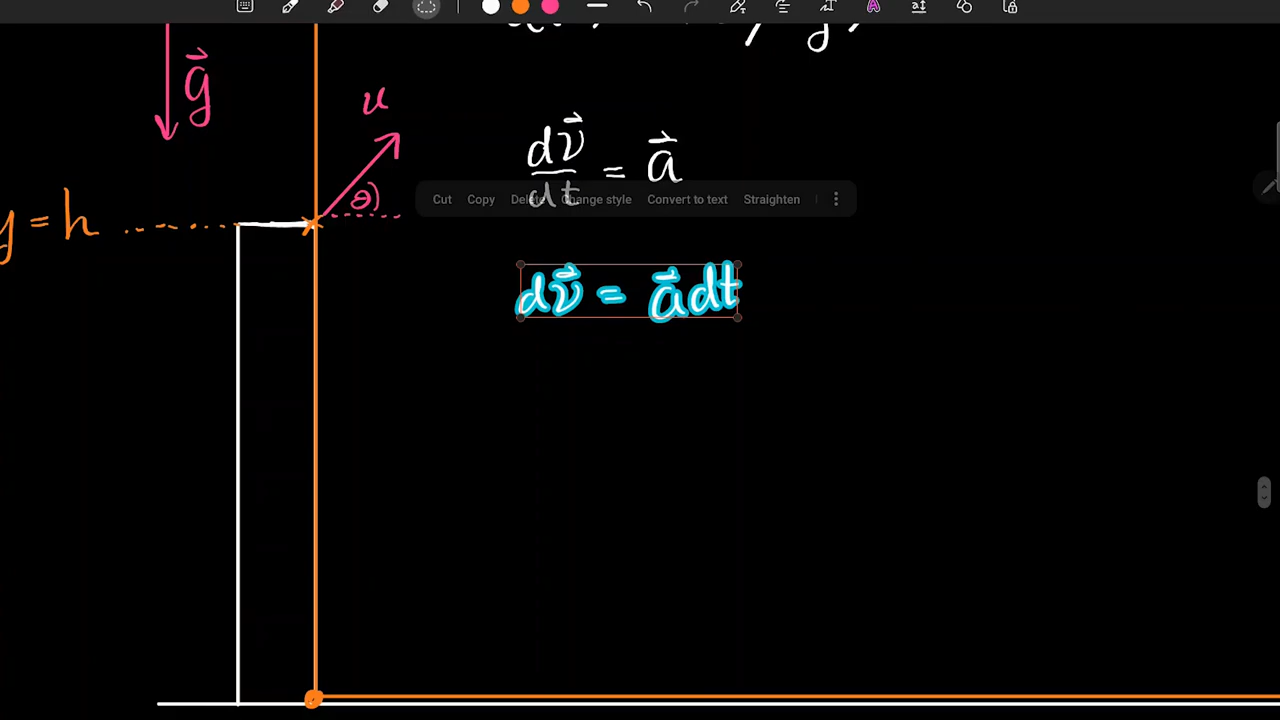 g⃗
u
θ
y = h
dv⃗/dt = a⃗
Cut Copy Delete Change style Convert to text Straighten
dv⃗ = a⃗dt